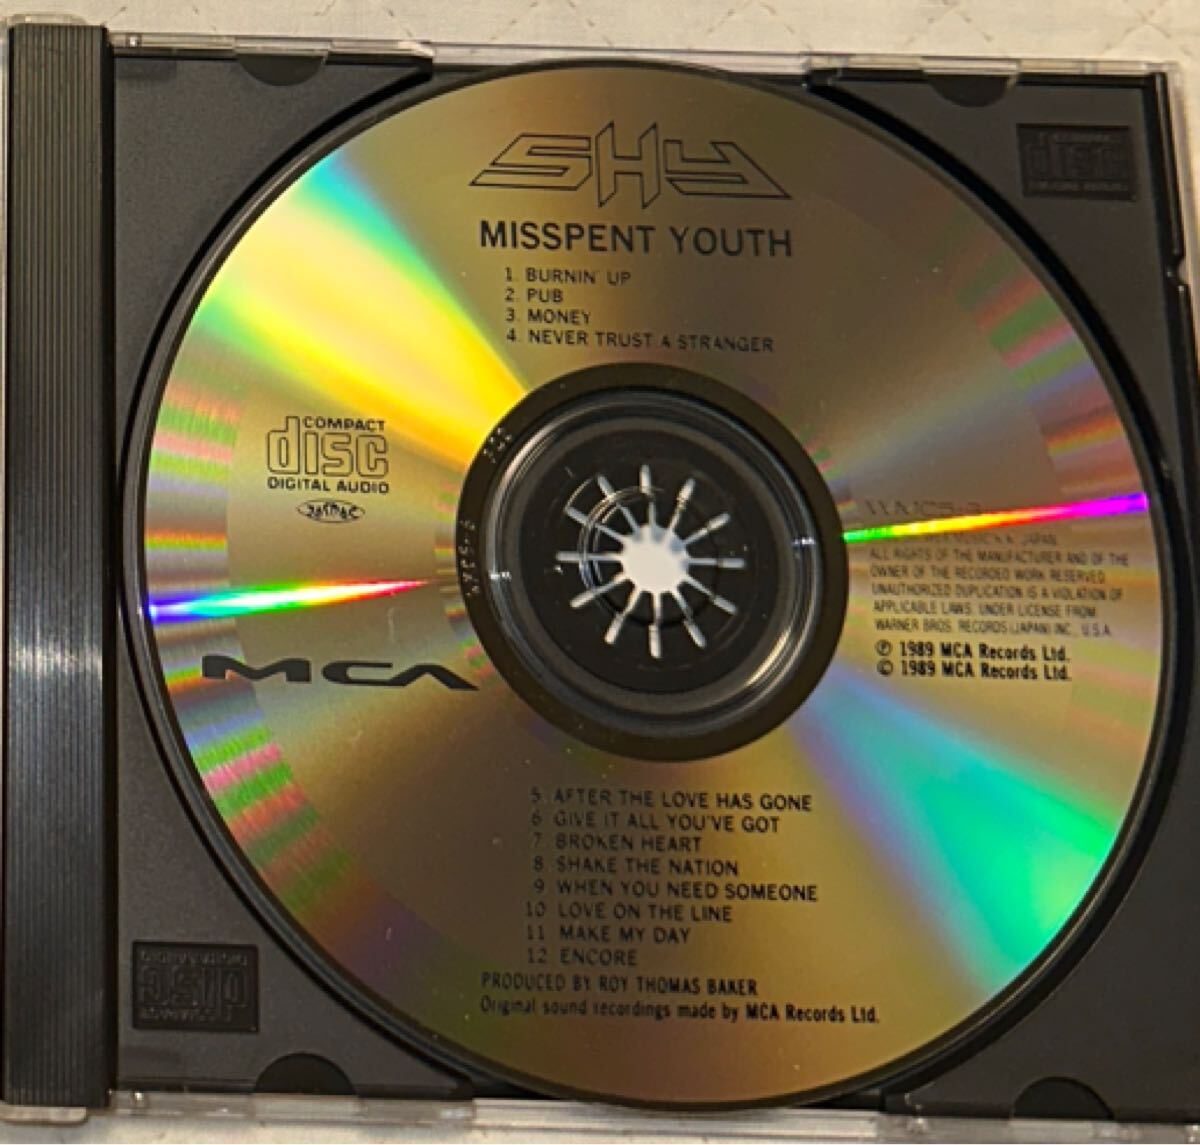 SHY
MISSPENT YOUTH
1. BURNIN' UP
2. PUB
3. MONEY
4. NEVER TRUST A STRANGER
COMPACT
disc
DIGITAL AUDIO
MCA
JAPAN
ALL RIGHTS OF THE MANUFACTURER AND OF THE
OWNER OF THE RECORDED WORK RESERVED
UNAUTHORIZED DUPLICATION IS A VIOLATION OF
APPLICABLE LAWS. UNDER LICENSE FROM
WARNER BROS. RECORDS (JAPAN) INC., U.S.A.
℗ 1989 MCA Records Ltd.
© 1989 MCA Records Ltd.
5. AFTER THE LOVE HAS GONE
6. GIVE IT ALL YOU'VE GOT
7. BROKEN HEART
8. SHAKE THE NATION
9. WHEN YOU NEED SOMEONE
10. LOVE ON THE LINE
11. MAKE MY DAY
12. ENCORE
PRODUCED BY ROY THOMAS BAKER
Original sound recordings made by MCA Records Ltd.
disc
disc